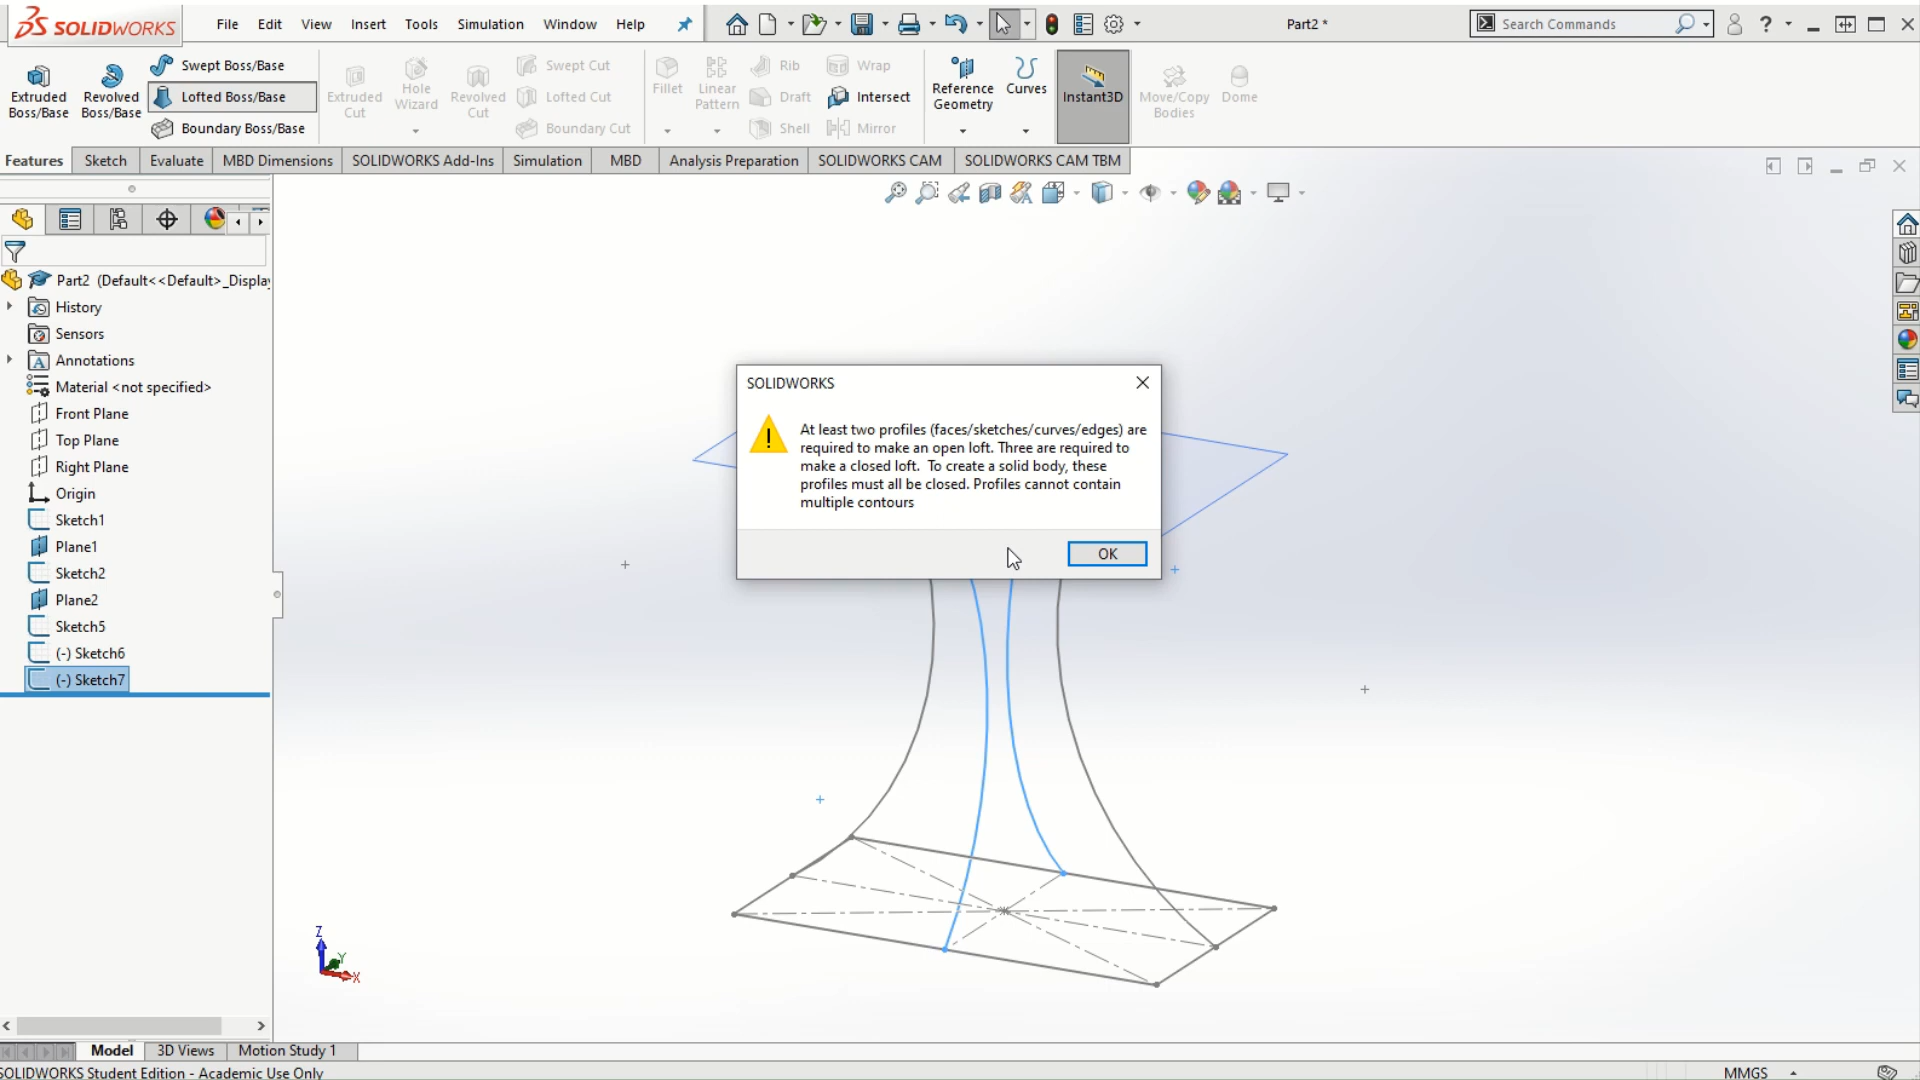 SOLIDWORKS File Edit View Insert Tools Simulation Window Help Part2 * Search Commands ?
Extruded Boss/Base
Revolved Boss/Base
Swept Boss/Base
Lofted Boss/Base
Boundary Boss/Base
Extruded Cut
Hole Wizard
Revolved Cut
Swept Cut
Lofted Cut
Boundary Cut
Fillet
Linear Pattern
Rib
Draft
Shell
Wrap
Intersect
Mirror
Reference Geometry
Curves
Instant3D
Move/Copy Bodies
Dome
Features Sketch Evaluate MBD Dimensions SOLIDWORKS Add-Ins Simulation MBD Analysis Preparation SOLIDWORKS CAM SOLIDWORKS CAM TBM
Part2 (Default<<Default>_Display
History
Sensors
Annotations
Material <not specified>
Front Plane
Top Plane
Right Plane
Origin
Sketch1
Plane1
Sketch2
Plane2
Sketch5
(-) Sketch6
(-) Sketch7
SOLIDWORKS
At least two profiles (faces/sketches/curves/edges) are
required to make an open loft. Three are required to
make a closed loft.  To create a solid body, these
profiles must all be closed. Profiles cannot contain
multiple contours
OK
Z
Y
X
Model 3D Views Motion Study 1
SOLIDWORKS Student Edition - Academic Use Only MMGS